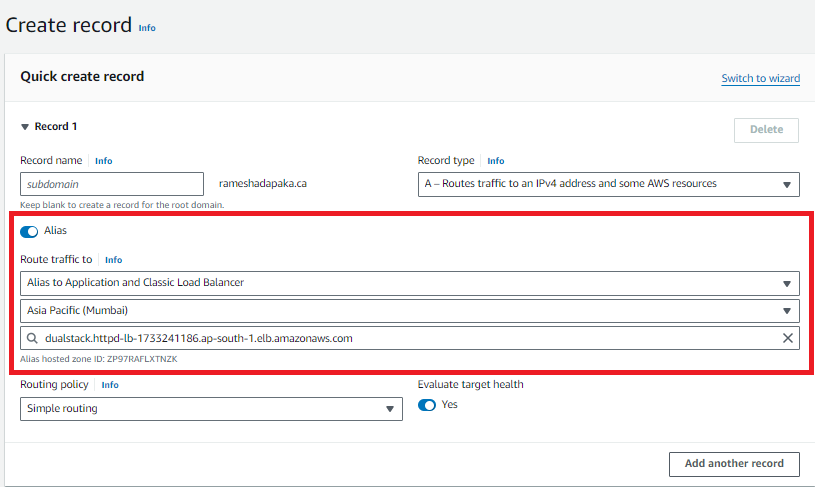 Create record Info
Quick create record
Switch to wizard
Record 1
Delete
Record name Info
Record type Info
subdomain
rameshadapaka.ca
A – Routes traffic to an IPv4 address and some AWS resources
Keep blank to create a record for the root domain.
Alias
Route traffic to Info
Alias to Application and Classic Load Balancer
Asia Pacific (Mumbai)
dualstack.httpd-lb-1733241186.ap-south-1.elb.amazonaws.com
Alias hosted zone ID: ZP97RAFLXTNZK
Routing policy Info
Evaluate target health
Simple routing
Yes
Add another record